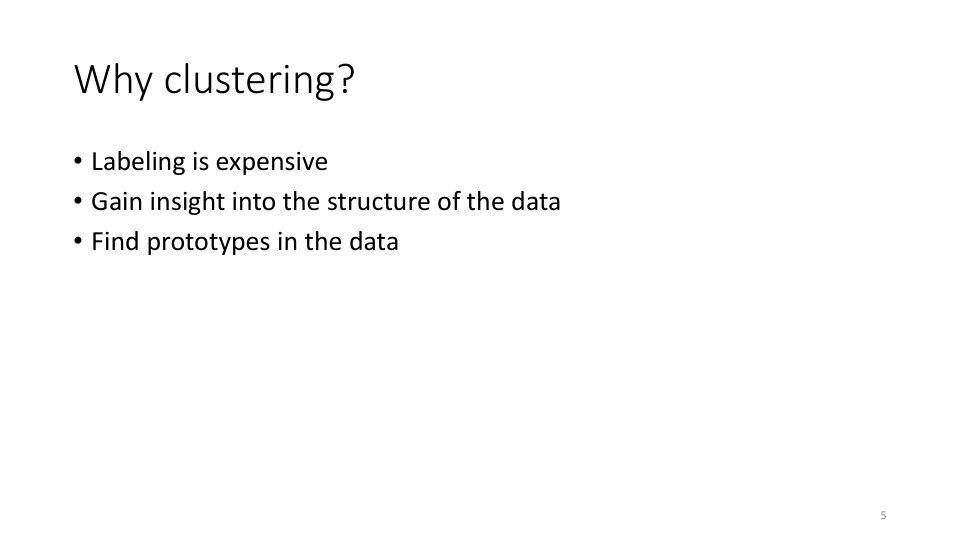 Why clustering?
• Labeling is expensive
• Gain insight into the structure of the data
• Find prototypes in the data
5